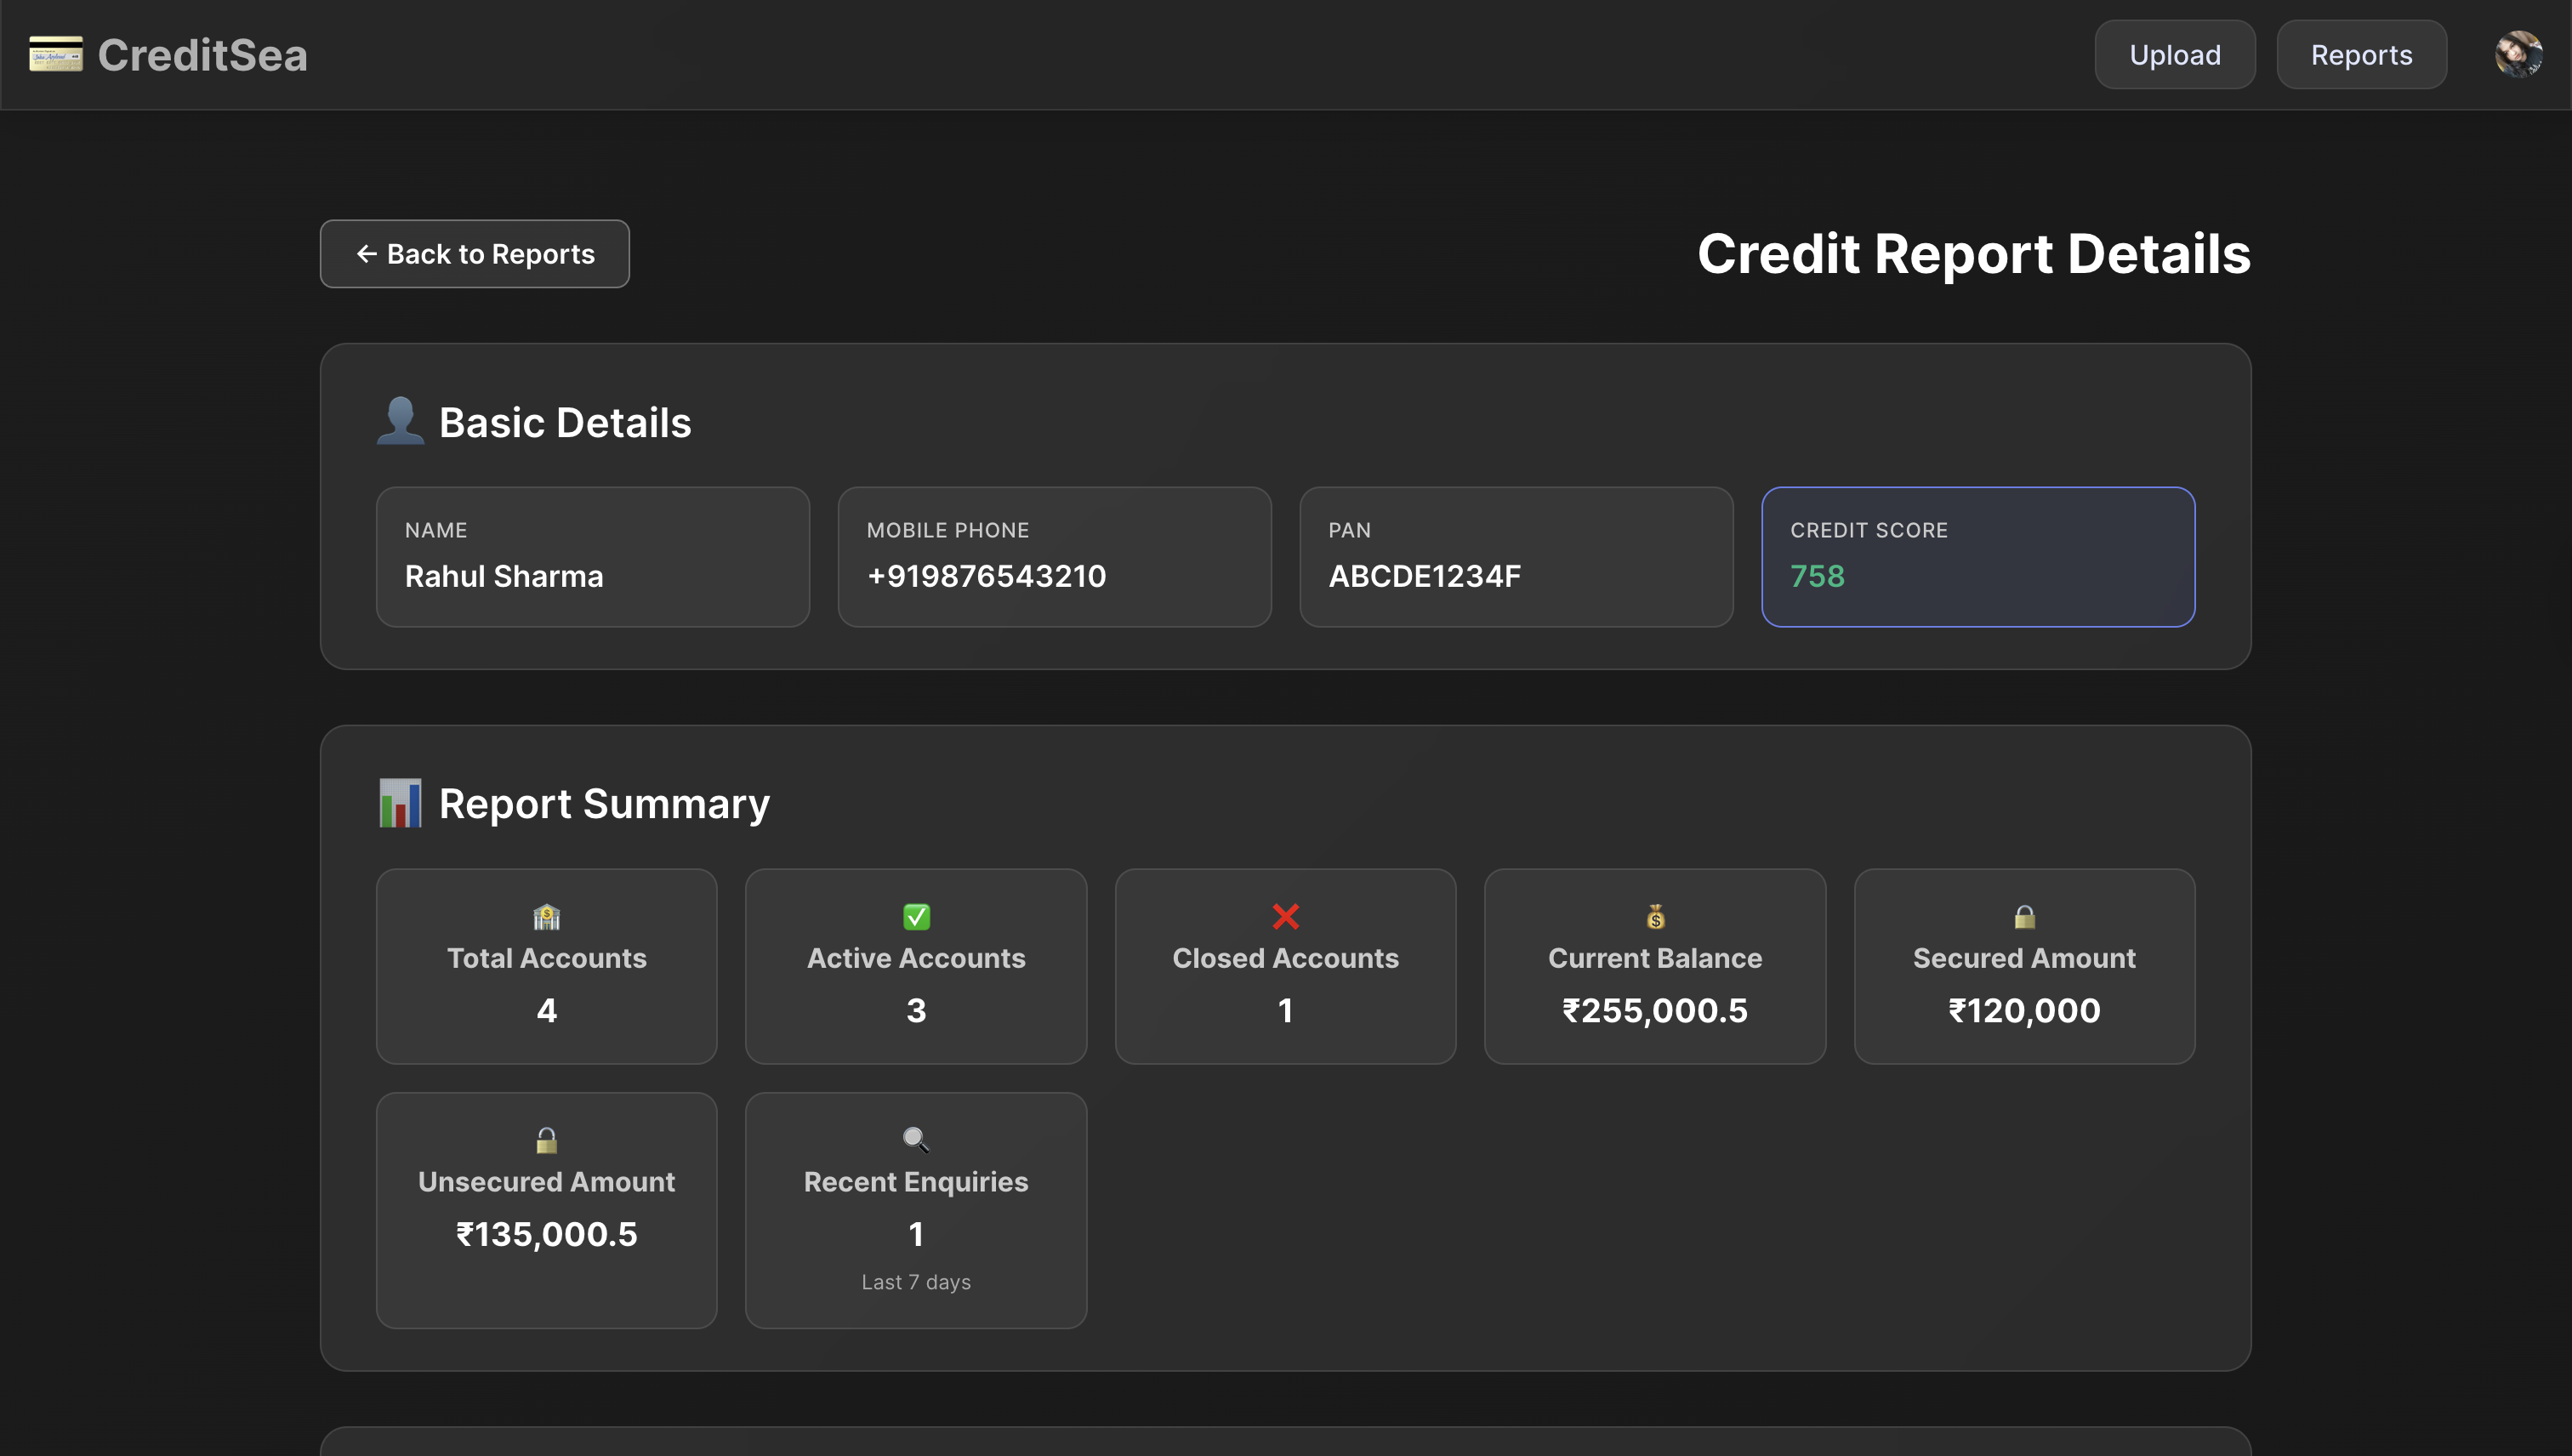 CreditSea
Upload
Reports
← Back to Reports
Credit Report Details
Basic Details
NAME
Rahul Sharma
MOBILE PHONE
+919876543210
PAN
ABCDE1234F
CREDIT SCORE
758
Report Summary
Total Accounts
4
Active Accounts
3
Closed Accounts
1
Current Balance
₹255,000.5
Secured Amount
₹120,000
Unsecured Amount
₹135,000.5
Recent Enquiries
1
Last 7 days